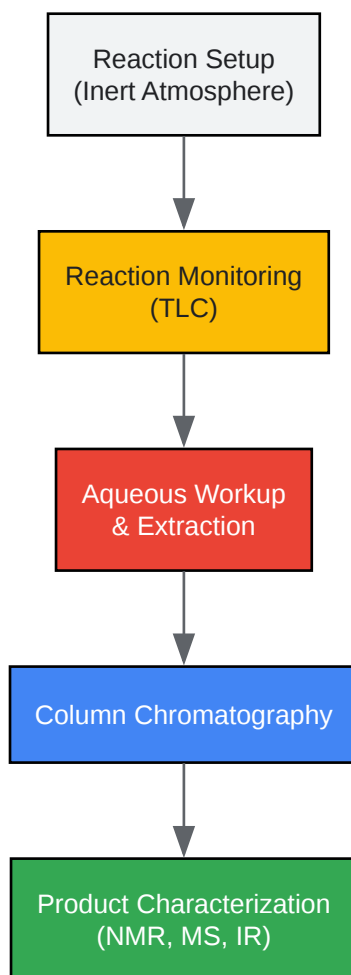 Reaction Setup
(Inert Atmosphere)
Reaction Monitoring
(TLC)
Aqueous Workup
& Extraction
Column Chromatography
Product Characterization
(NMR, MS, IR)